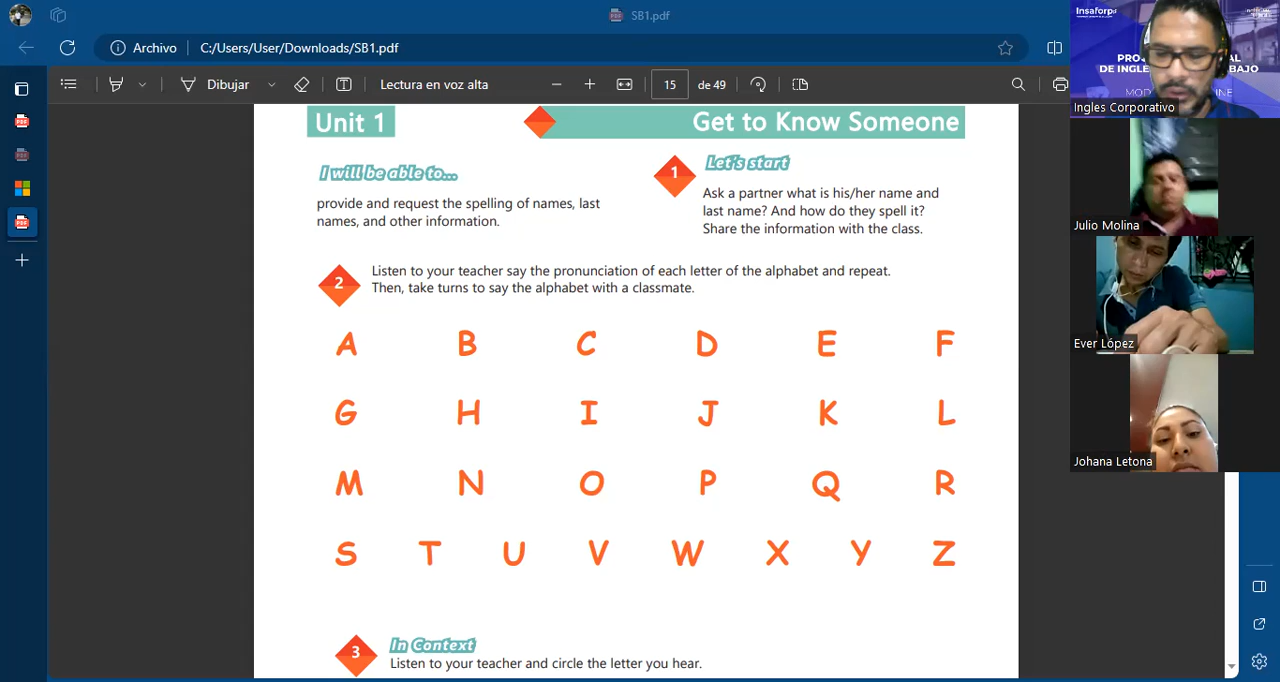 SB1.pdf
Archivo
C:/Users/User/Downloads/SB1.pdf
Dibujar
Lectura en voz alta
15
de 49
Unit 1
Get to Know Someone
I will be able to...
provide and request the spelling of names, last
names, and other information.
1
Let's start
Ask a partner what is his/her name and
last name? And how do they spell it?
Share the information with the class.
2
Listen to your teacher say the pronunciation of each letter of the alphabet and repeat.
Then, take turns to say the alphabet with a classmate.
A B C D E F
G H I J K L
M N O P Q R
S T U V W X Y Z
3
In Context
Listen to your teacher and circle the letter you hear.
Insaforp
DE INGLE
BAJO
Ingles Corporativo
Julio Molina
Ever López
Johana Letona